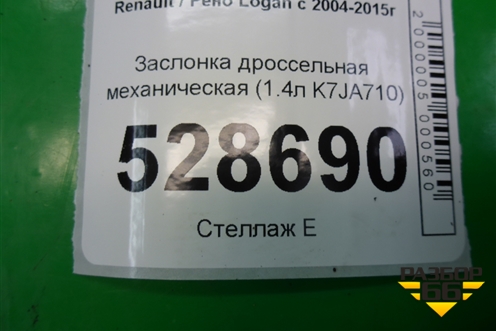 Renault / Рено Logan с 2004-2015г
Заслонка дроссельная
механическая (1.4л K7JA710)
528690
Стеллаж Е
2000005000560
РАЗБОР
66